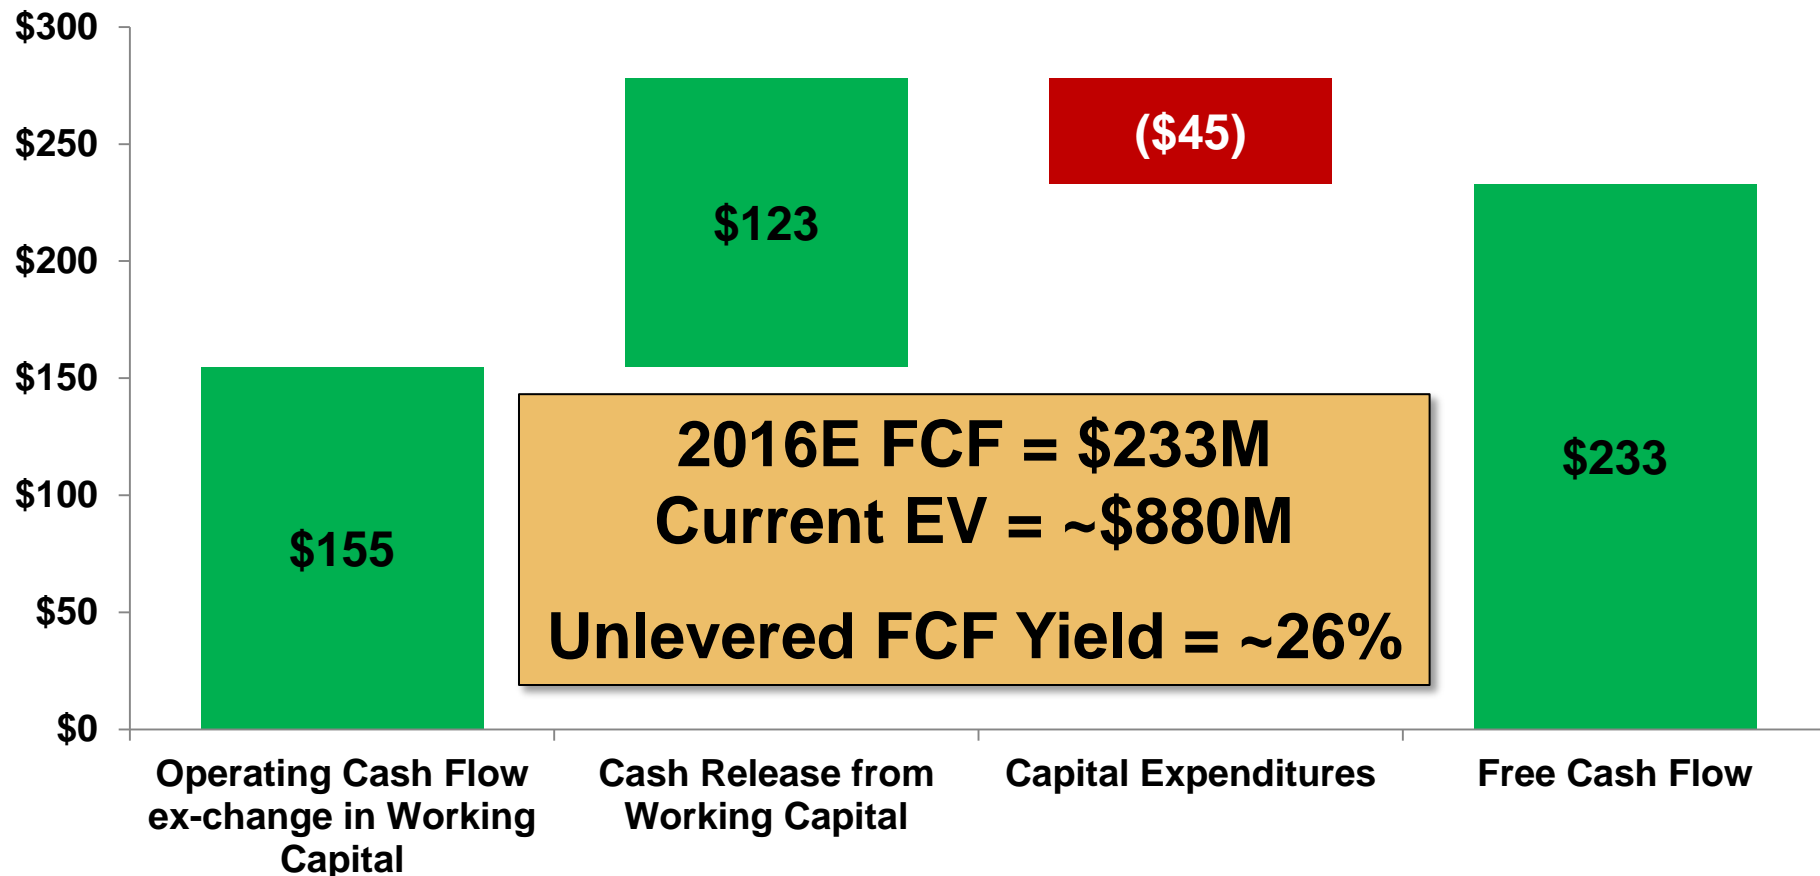 $300
$250
$200
$150
$100
$50
$0
$155
$123
($45)
$233
2016E FCF = $233M
Current EV = ~$880M
Unlevered FCF Yield = ~26%
Operating Cash Flow
ex-change in Working
Capital
Cash Release from
Working Capital
Capital Expenditures
Free Cash Flow